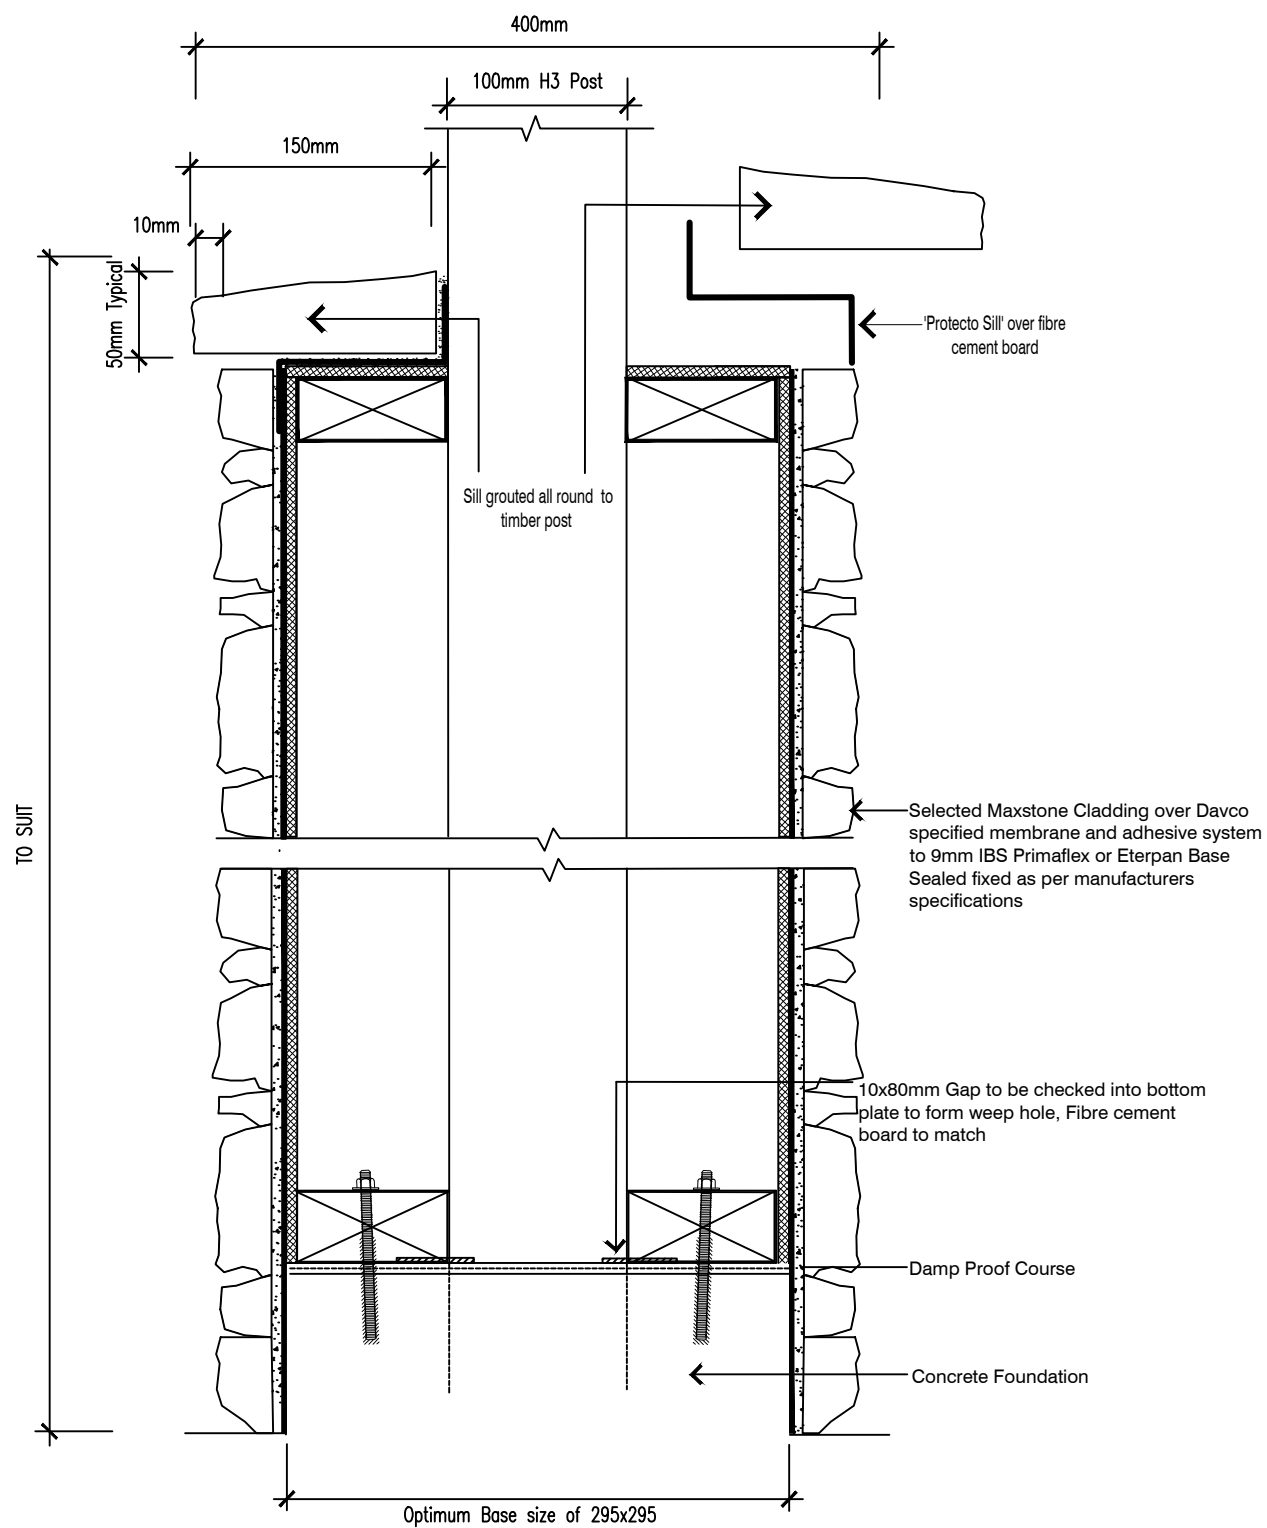 400mm
100mm H3 Post
150mm
10mm
50mm Typical
'Protecto Sill' over fibre
cement board
Sill grouted all round to
timber post
TO SUIT
Selected Maxstone Cladding over Davco
specified membrane and adhesive system
to 9mm IBS Primaflex or Eterpan Base
Sealed fixed as per manufacturers
specifications
10x80mm Gap to be checked into bottom
plate to form weep hole, Fibre cement
board to match
Damp Proof Course
Concrete Foundation
Optimum Base size of 295x295